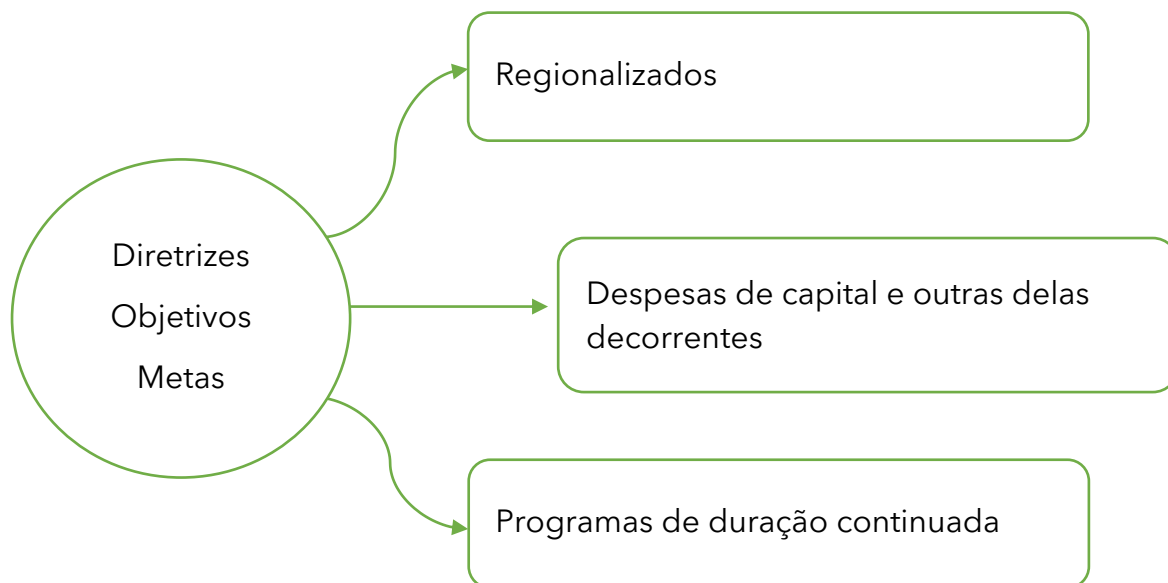 Regionalizados
Diretrizes
Objetivos
Metas
Despesas de capital e outras delas
decorrentes
Programas de duração continuada